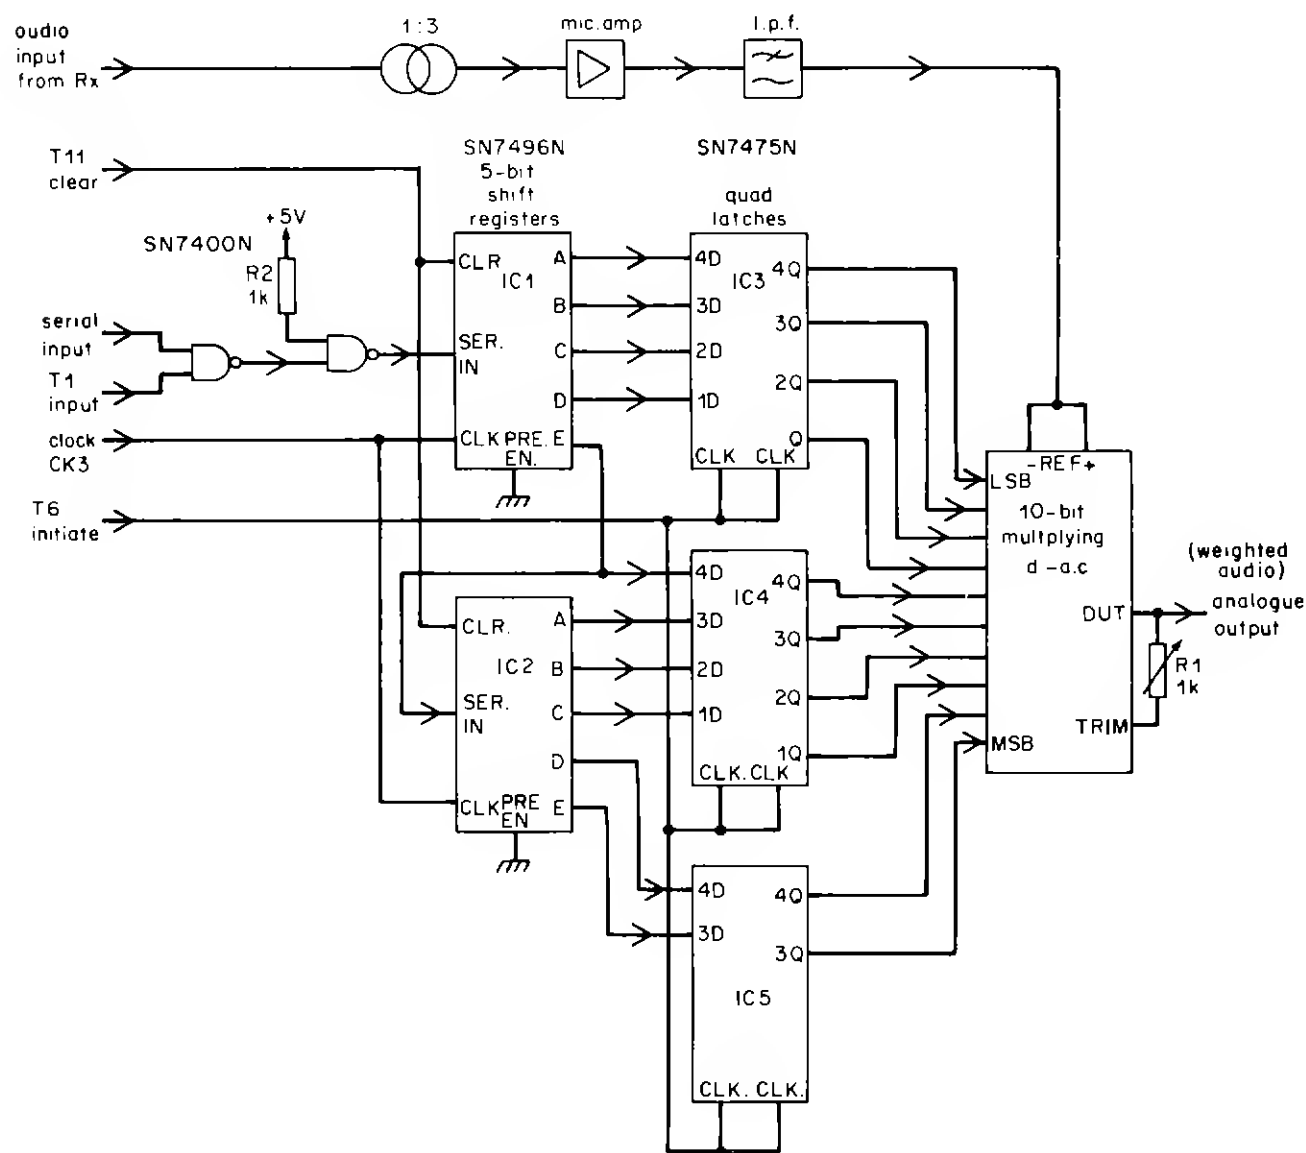 oudio
input
from Rx
1:3
mic.amp
l.p.f.
T11
clear
SN7496N
5-bit
shift
registers
SN7475N
quad
latches
+5V
SN7400N
R2
1k
serial
input
T1
input
clock
CK3
T6
initiate
CLR
IC1
A
B
SER.
IN
C
D
CLK
PRE.
EN.
E
4D
IC3
4Q
3D
3Q
2D
2Q
1D
Q
CLK
CLK
-REF+
LSB
10-bit
multplying
d-a.c
DUT
TRIM
MSB
(weighted
audio)
analogue
output
R1
1k
CLR.
A
IC2
B
SER.
IN
C
D
CLK
PRE
EN
E
4D
IC4
4Q
3D
3Q
2D
2Q
1D
1Q
CLK.
CLK
4D
4Q
3D
3Q
IC5
CLK.
CLK.